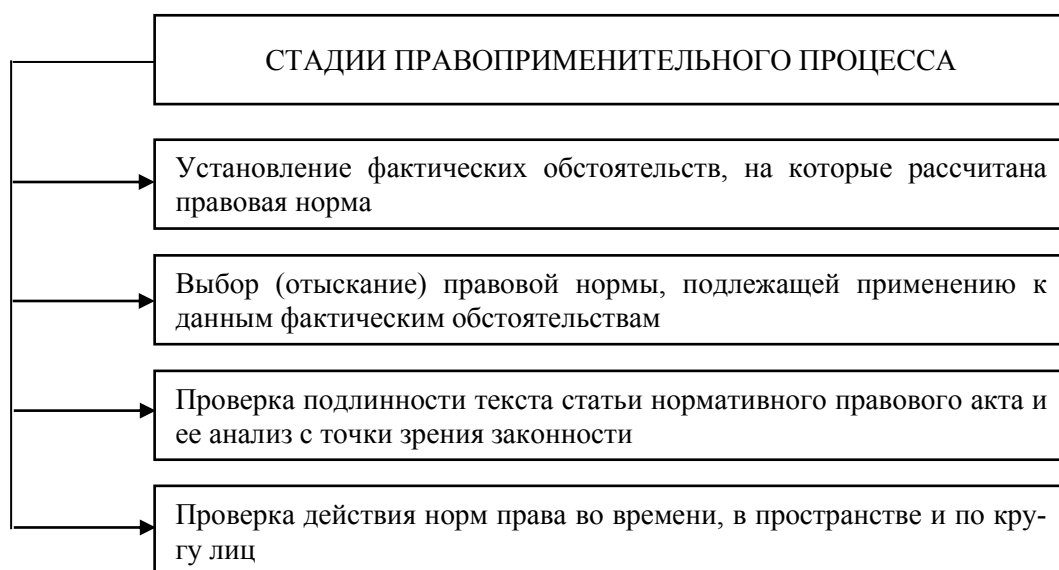 СТАДИИ ПРАВОПРИМЕНИТЕЛЬНОГО ПРОЦЕССА
Установление фактических обстоятельств, на которые рассчитана
правовая норма
Выбор (отыскание) правовой нормы, подлежащей применению к
данным фактическим обстоятельствам
Проверка подлинности текста статьи нормативного правового акта и
ее анализ с точки зрения законности
Проверка действия норм права во времени, в пространстве и по кру-
гу лиц